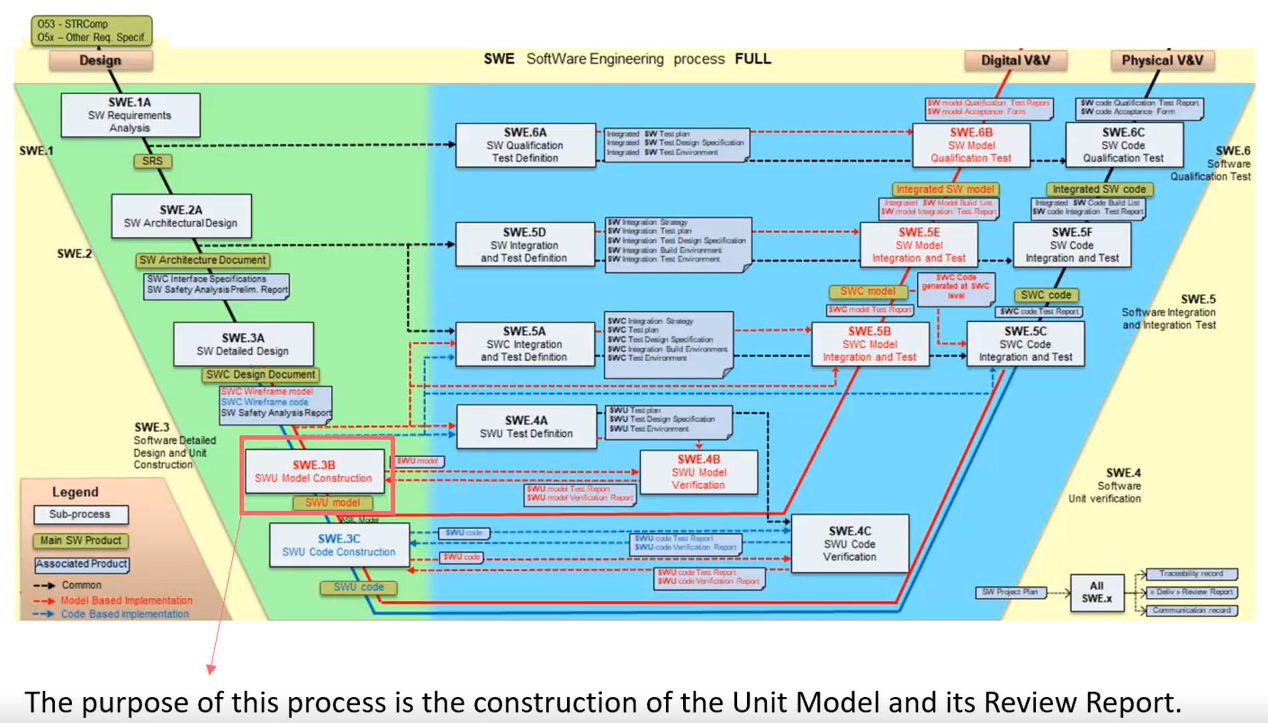 O53 - STRComp
O5x – Other Req. Specif.
Design
SWE SoftWare Engineering process FULL
Digital V&V
Physical V&V
SWE.1A
SW Requirements
Analysis
SWE.1
SRS
SWE.6A
SW Qualification
Test Definition
Integrated SW Test plan
Integrated SW Test Design Specification
Integrated SW Test Environment
SW model Qualification Test Report
SW model Acceptance Form
SWE.6B
SW Model
Qualification Test
SW code Qualification Test Report
SW code Acceptance Form
SWE.6C
SW Code
Qualification Test
SWE.6
Software
Qualification Test
SWE.2A
SW Architectural Design
SWE.2
SW Architecture Document
SWC Interface Specifications
SW Safety Analysis Prelim. Report
SWE.5D
SW Integration
and Test Definition
SW Integration Strategy
SW Integration Test plan
SW Integration Test Design Specification
SW Integration Build Environment
SW Integration Test Environment
Integrated SW model
Integrated SW Model Build List
SW model Integration Test Report
SWE.5E
SW Model
Integration and Test
Integrated SW code
Integrated SW Code Build List
SW code Integration Test Report
SWE.5F
SW Code
Integration and Test
SWE.3A
SW Detailed Design
SWC Design Document
SWC Wireframe model
SWC Wireframe code
SW Safety Analysis Report
SWE.5A
SWC Integration
and Test Definition
SWC Integration Strategy
SWC Test plan
SWC Test Design Specification
SWC Integration Build Environment
SWC Test Environment
SWC model
SWC model Test Report
SWE.5B
SWC Model
Integration and Test
SWC Code
generated at SWC
level
SWC code
SWC code Test Report
SWE.5C
SWC Code
Integration and Test
SWE.5
Software Integration
and Integration Test
SWE.3
Software Detailed
Design and Unit
Construction
SWE.4A
SWU Test Definition
SWU Test plan
SWU Test Design Specification
SWU Test Environment
SWE.3B
SWU Model Construction
SWU model
SWU model
SWE.4B
SWU Model
Verification
SWU model Test Report
SWU model Verification Report
SWE.4
Software
Unit verification
ASIL Model
SWE.3C
SWU Code Construction
SWU code
SWU code
SWU code Test Report
SWU code Verification Report
SWU code
SWU code Test Report
SWU code Verification Report
SWE.4C
SWU Code
Verification
Legend
Sub-process
Main SW Product
Associated Product
Common
Model Based Implementation
Code Based Implementation
SW Project Plan
All
SWE.x
Traceability record
« Deliv » Review Report
Communication record
The purpose of this process is the construction of the Unit Model and its Review Report.